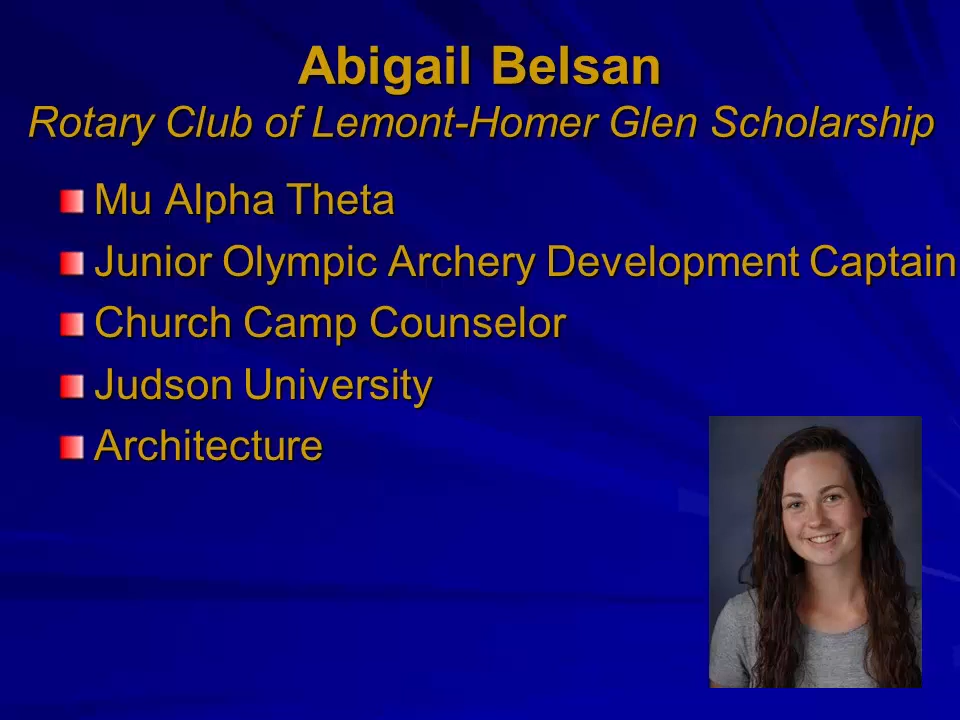 Abigail Belsan
Rotary Club of Lemont-Homer Glen Scholarship
Mu Alpha Theta
Junior Olympic Archery Development Captain
Church Camp Counselor
Judson University
Architecture